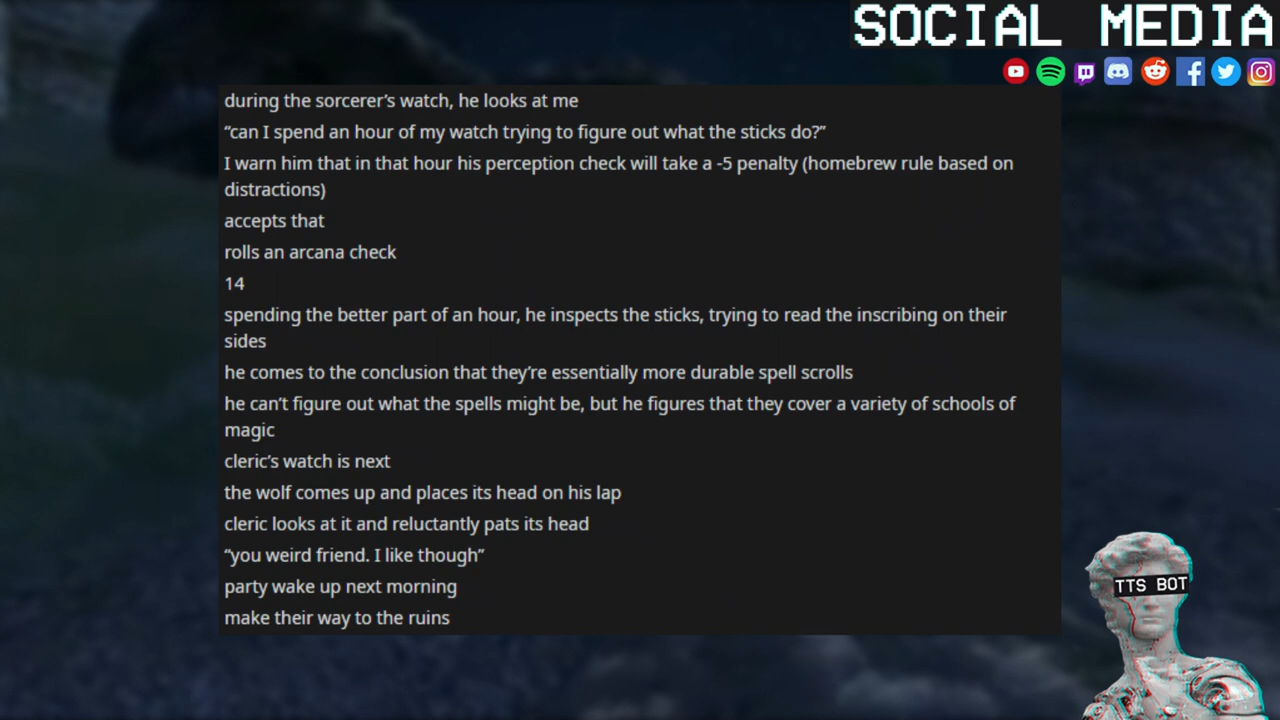 SOCIAL MEDIA
during the sorcerer’s watch, he looks at me
“can I spend an hour of my watch trying to figure out what the sticks do?”
I warn him that in that hour his perception check will take a -5 penalty (homebrew rule based on
distractions)
accepts that
rolls an arcana check
14
spending the better part of an hour, he inspects the sticks, trying to read the inscribing on their
sides
he comes to the conclusion that they’re essentially more durable spell scrolls
he can’t figure out what the spells might be, but he figures that they cover a variety of schools of
magic
cleric’s watch is next
the wolf comes up and places its head on his lap
cleric looks at it and reluctantly pats its head
“you weird friend. I like though”
party wake up next morning
make their way to the ruins
TTS BOT